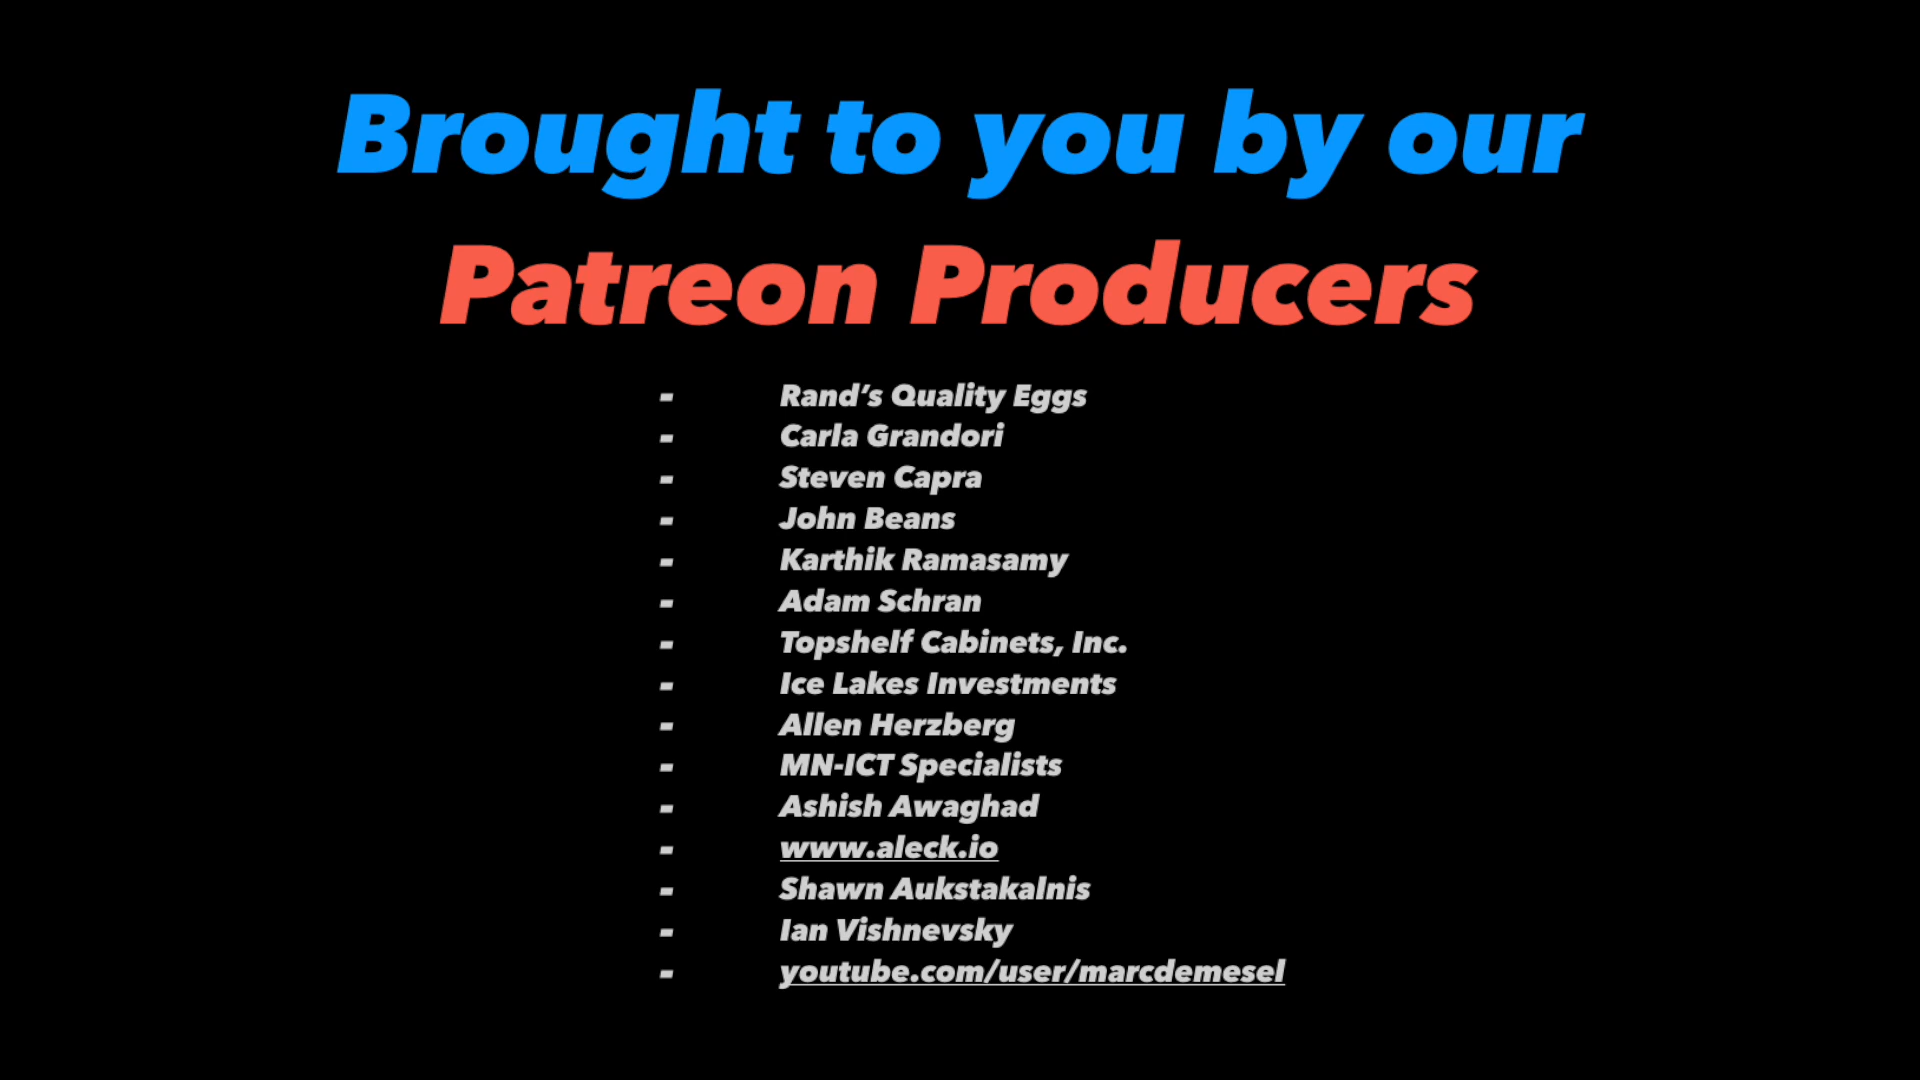 Brought to you by our
Patreon Producers
- Rand’s Quality Eggs
- Carla Grandori
- Steven Capra
- John Beans
- Karthik Ramasamy
- Adam Schran
- Topshelf Cabinets, Inc.
- Ice Lakes Investments
- Allen Herzberg
- MN-ICT Specialists
- Ashish Awaghad
- www.aleck.io
- Shawn Aukstakalnis
- Ian Vishnevsky
- youtube.com/user/marcdemesel